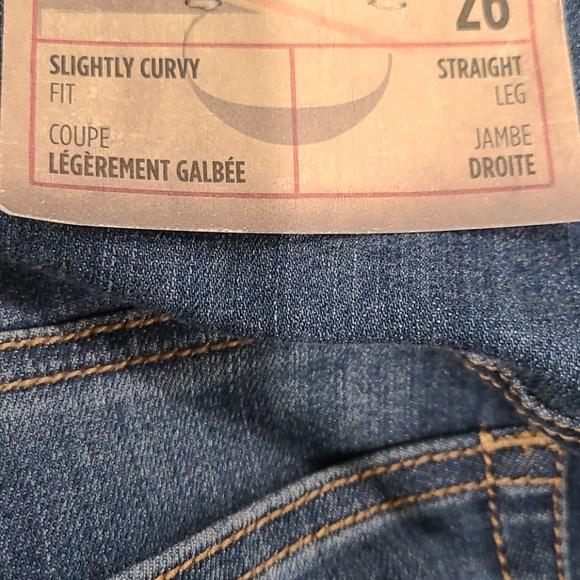 26
SLIGHTLY CURVY
FIT
STRAIGHT
LEG
COUPE
LÉGÈREMENT GALBÉE
JAMBE
DROITE